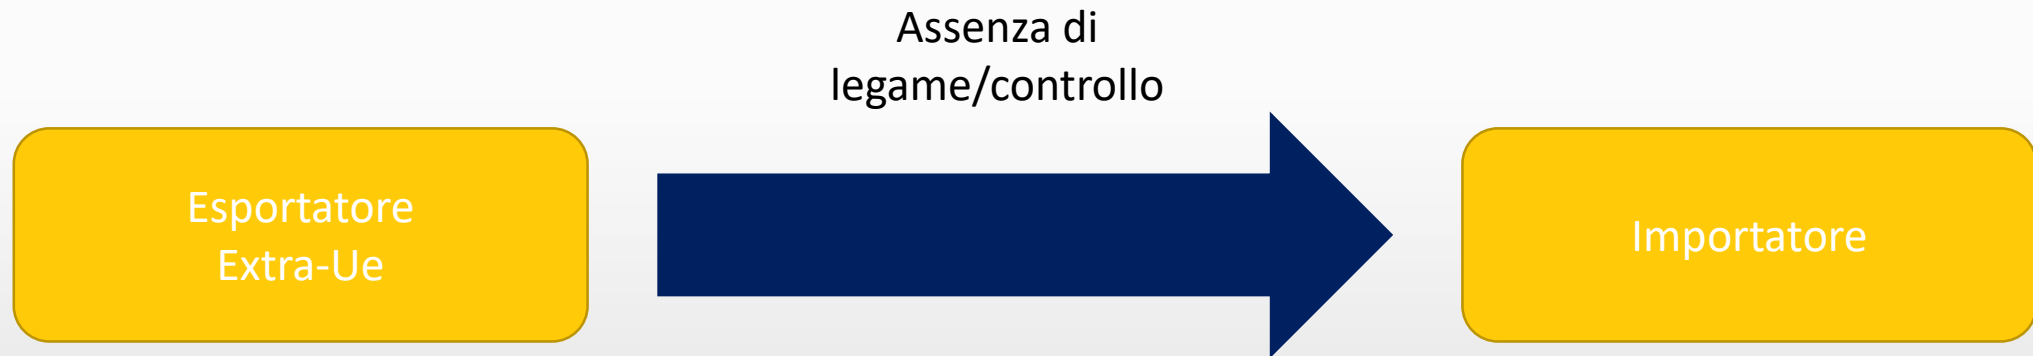 Assenza di
legame/controllo
Esportatore
Extra-Ue
Importatore